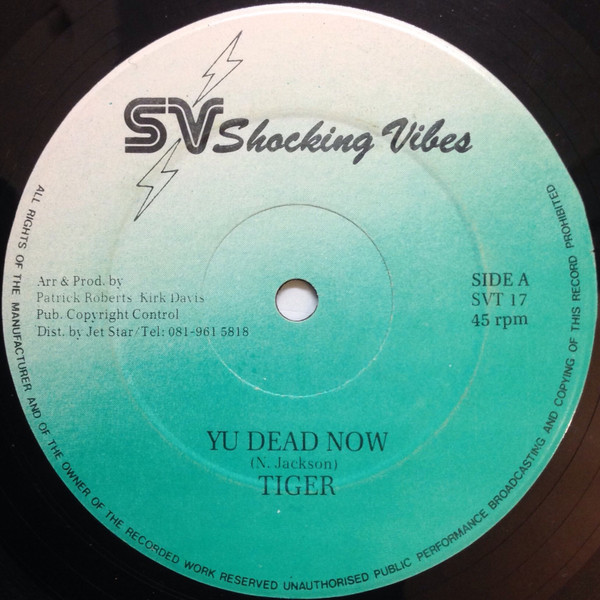 SV Shocking Vibes
Arr & Prod. by
Patrick Roberts Kirk Davis
Pub. Copyright Control
Dist. by Jet Star/Tel: 081-961 5818
SIDE A
SVT 17
45 rpm
YU DEAD NOW
(N. Jackson)
TIGER
ALL RIGHTS OF THE MANUFACTURER AND OF THE OWNER OF THE RECORDED WORK RESERVED UNAUTHORISED PUBLIC PERFORMANCE BROADCASTING AND COPYING OF THIS RECORD PROHIBITED